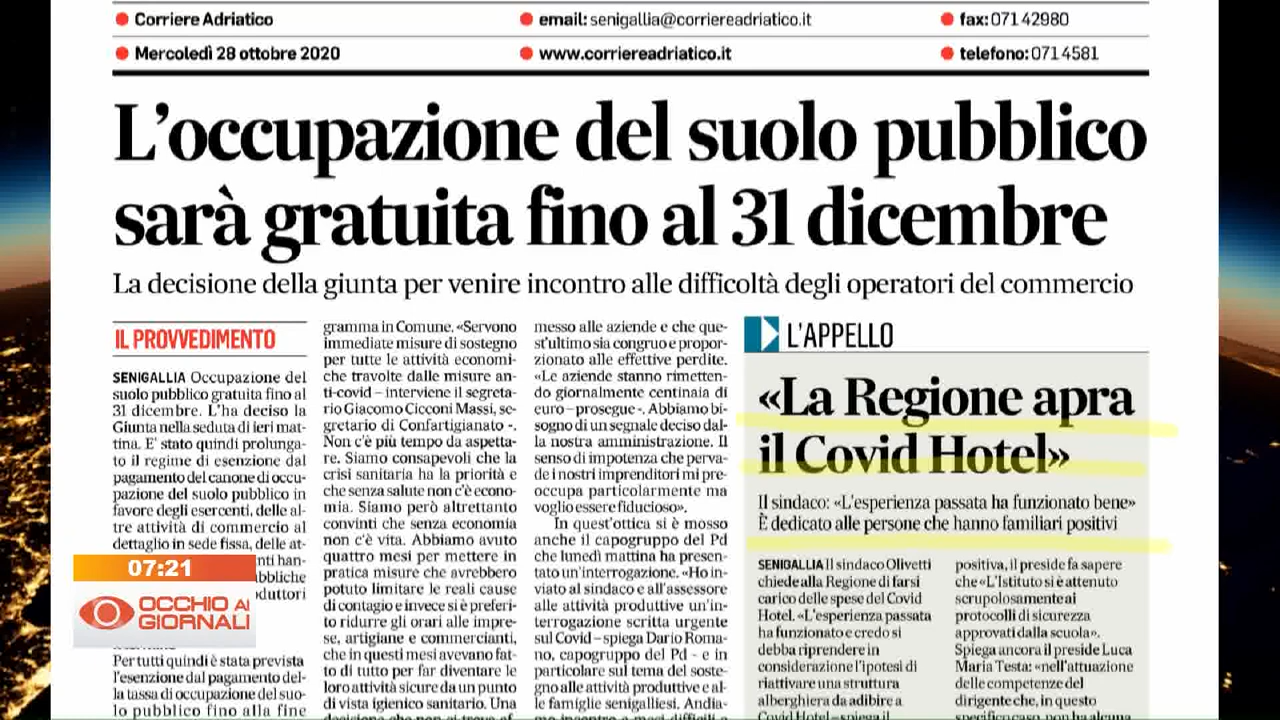 Corriere Adriatico
email: senigallia@corriereadriatico.it
fax: 071 42980
Mercoledì 28 ottobre 2020
www.corriereadriatico.it
telefono: 071 4581
L'occupazione del suolo pubblico
sarà gratuita fino al 31 dicembre
La decisione della giunta per venire incontro alle difficoltà degli operatori del commercio
IL PROVVEDIMENTO
SENIGALLIA Occupazione del
suolo pubblico gratuita fino al
31 dicembre. L'ha deciso la
Giunta nella seduta di ieri mat-
tina. E' stato quindi prolunga-
to il regime di esenzione dal
pagamento del canone di occu-
pazione del suolo pubblico in
favore degli esercenti, delle al-
tre attività di commercio al
dettaglio in sede fissa, delle at-
nti han-
bbliche
duttori
Per tutti quindi è stata prevista
l'esenzione dal pagamento del-
la tassa di occupazione del suo-
lo pubblico fino alla fine
gramma in Comune. «Servono
immediate misure di sostegno
per tutte le attività economi-
che travolte dalle misure an-
ti-covid – interviene il segreta-
rio Giacomo Cicconi Massi, se-
gretario di Confartigianato -.
Non c'è più tempo da aspetta-
re. Siamo consapevoli che la
crisi sanitaria ha la priorità e
che senza salute non c'è econo-
mia. Siamo però altrettanto
convinti che senza economia
non c'è vita. Abbiamo avuto
quattro mesi per mettere in
pratica misure che avrebbero
potuto limitare le reali cause
di contagio e invece si è preferi-
to ridurre gli orari alle impre-
se, artigiane e commercianti,
che in questi mesi avevano fat-
to di tutto per far diventare le
loro attività sicure da un punto
di vista igienico sanitario. Una
messo alle aziende e che que-
st'ultimo sia congruo e propor-
zionato alle effettive perdite.
«Le aziende stanno rimetten-
do giornalmente centinaia di
euro – prosegue -. Abbiamo bi-
sogno di un segnale deciso dal-
la nostra amministrazione. Il
senso di impotenza che perva-
de i nostri imprenditori mi pre-
occupa particolarmente ma
voglio essere fiducioso».
In quest'ottica si è mosso
anche il capogruppo del Pd
che lunedì mattina ha presen-
tato un'interrogazione. «Ho in-
viato al sindaco e all'assessore
alle attività produttive un'in-
terrogazione scritta urgente
sul Covid – spiega Dario Roma-
no, capogruppo del Pd - e in
particolare sul tema del soste-
gno alle attività produttive e al-
le famiglie senigalliesi. Andia-
L'APPELLO
«La Regione apra
il Covid Hotel»
Il sindaco: «L'esperienza passata ha funzionato bene»
È dedicato alle persone che hanno familiari positivi
SENIGALLIA Il sindaco Olivetti
chiede alla Regione di farsi
carico delle spese del Covid
Hotel. «L'esperienza passata
ha funzionato e credo si
debba riprendere in
considerazione l'ipotesi di
riattivare una struttura
alberghiera da adibire a
Covid Hotel – spiega il
positiva, il preside fa sapere
che «L'Istituto si è attenuto
scrupolosamente ai
protocolli di sicurezza
approvati dalla scuola».
Spiega ancora il preside Luca
Maria Testa: «nell'attuazione
delle competenze del
dirigente che, in questo
07:21
OCCHIO AI
GIORNALI